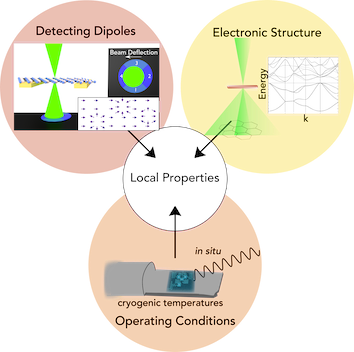 Detecting Dipoles
Electronic Structure
Beam Deflection
Energy
k
Local Properties
in situ
cryogenic temperatures
Operating Conditions